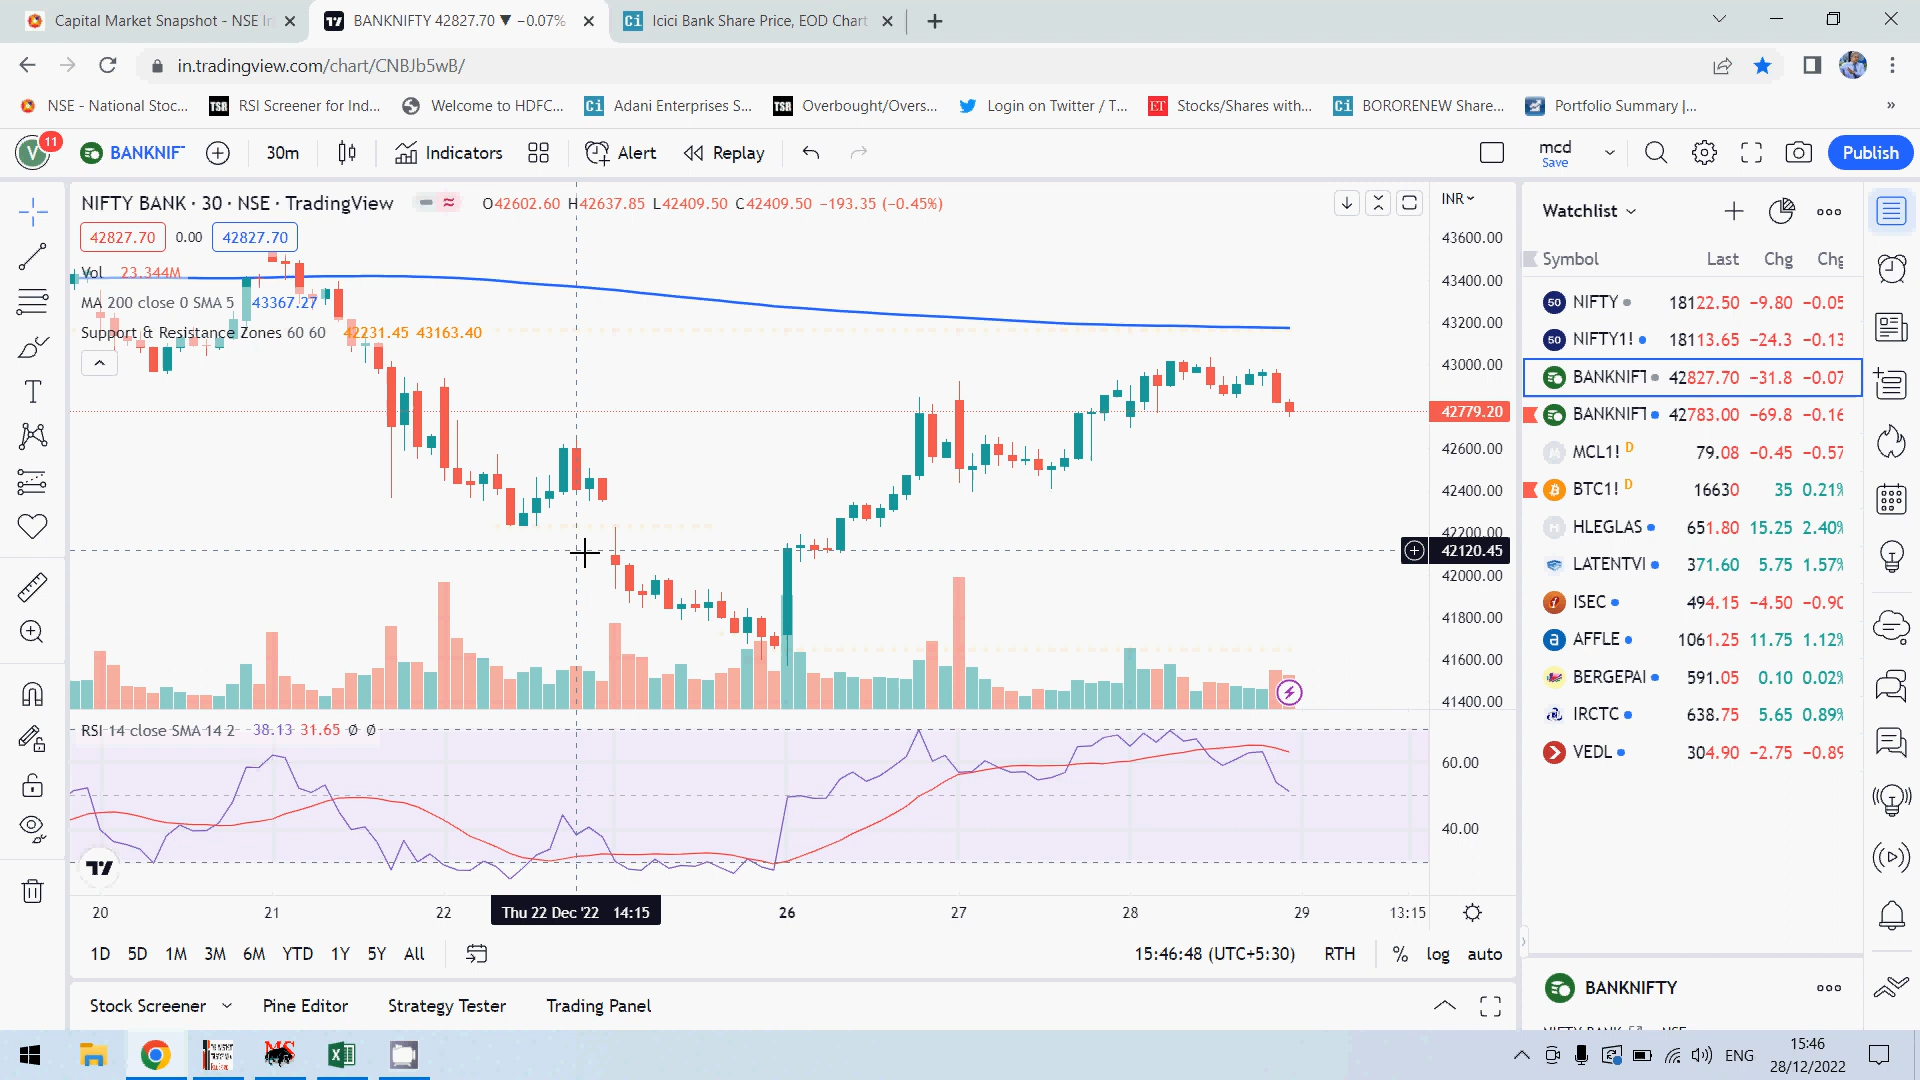 Capital Market Snapshot - NSE In
BANKNIFTY 42827.70 ▼ −0.07%
Ci Icici Bank Share Price, EOD Chart
in.tradingview.com/chart/CNBJb5wB/
NSE - National Stoc...
TSR RSI Screener for Ind...
Welcome to HDFC...
Ci Adani Enterprises S...
TSR Overbought/Overs...
Login on Twitter / T...
ET Stocks/Shares with...
Ci BORORENEW Share...
Portfolio Summary |...
»
V 11 BANKNIF 30m Indicators Alert Replay mcd Save Publish
NIFTY BANK · 30 · NSE · TradingView O42602.60 H42637.85 L42409.50 C42409.50 −193.35 (−0.45%)
42827.70 0.00 42827.70
Vol 23.344M
MA 200 close 0 SMA 5 43367.27
Support & Resistance Zones 60 60 42231.45 43163.40
INR
43600.00
43400.00
43200.00
43000.00
42779.20
42600.00
42400.00
42200.00
42120.45
42000.00
41800.00
41600.00
41400.00
RSI 14 close SMA 14 2 38.13 31.65 Ø Ø
60.00
40.00
20 21 22 Thu 22 Dec '22 14:15 26 27 28 29 13:15
1D 5D 1M 3M 6M YTD 1Y 5Y All 15:46:48 (UTC+5:30) RTH % log auto
Stock Screener Pine Editor Strategy Tester Trading Panel
Watchlist
Symbol Last Chg Chg
50 NIFTY 18122.50 −9.80 −0.05
50 NIFTY1! 18113.65 −24.3 −0.13
BANKNIFT 42827.70 −31.8 −0.07
BANKNIFT 42783.00 −69.8 −0.16
M MCL1! D 79.08 −0.45 −0.57
BTC1! D 16630 35 0.21%
H HLEGLAS 651.80 15.25 2.40%
LATENTVI 371.60 5.75 1.57%
ISEC 494.15 −4.50 −0.90
a AFFLE 1061.25 11.75 1.12%
BERGEPAI 591.05 0.10 0.02%
IRCTC 638.75 5.65 0.89%
VEDL 304.90 −2.75 −0.89
BANKNIFTY
NIFTY BANK NSE
ENG 15:46
28/12/2022